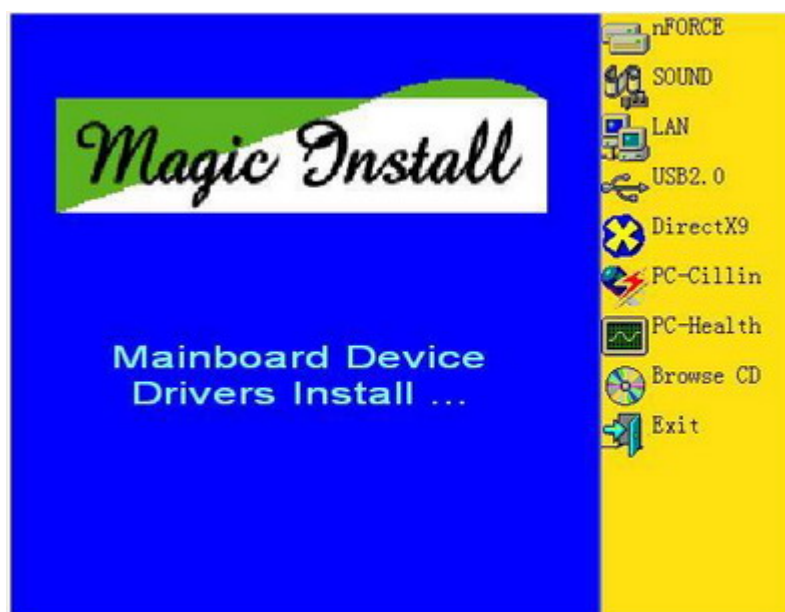 Magic Install
Mainboard Device
Drivers Install ...
nFORCE
SOUND
LAN
USB2.0
DirectX9
PC-Cillin
PC-Health
Browse CD
Exit